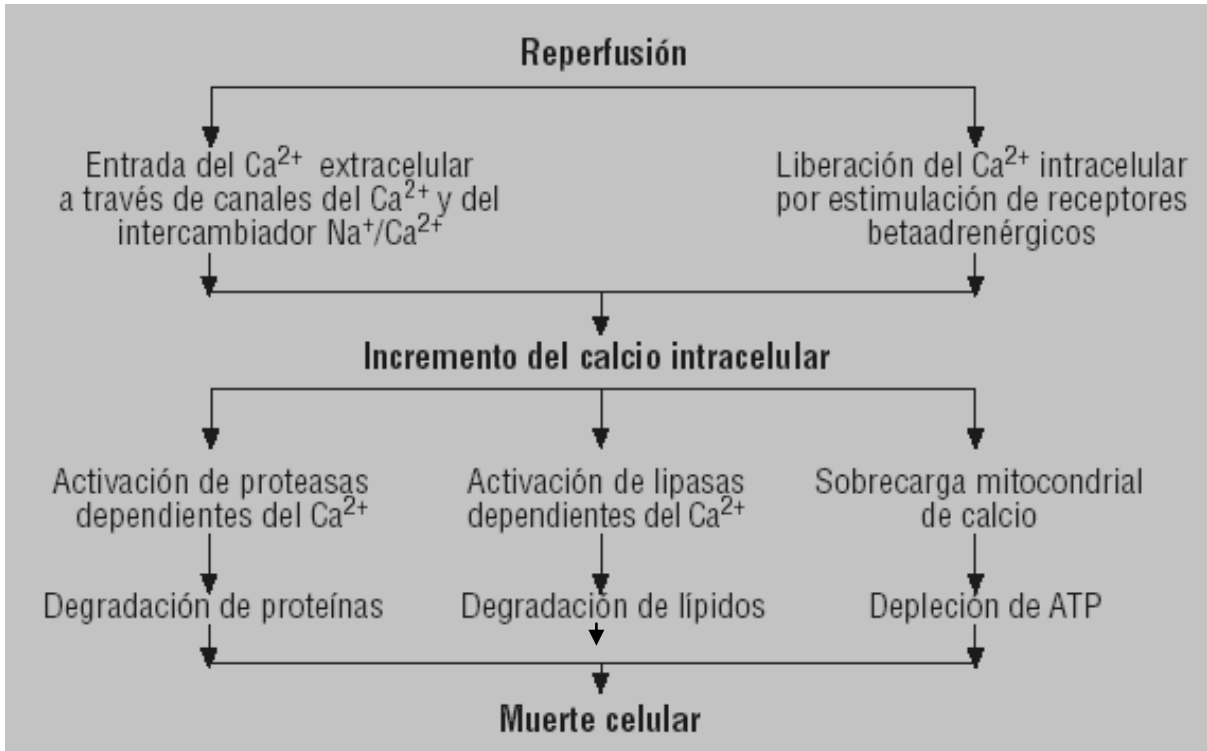 Reperfusión
Entrada del Ca²⁺ extracelular
a través de canales del Ca²⁺ y del
intercambiador Na⁺/Ca²⁺
Liberación del Ca²⁺ intracelular
por estimulación de receptores
betaadrenérgicos
Incremento del calcio intracelular
Activación de proteasas
dependientes del Ca²⁺
Activación de lipasas
dependientes del Ca²⁺
Sobrecarga mitocondrial
de calcio
Degradación de proteínas
Degradación de lípidos
Depleción de ATP
Muerte celular